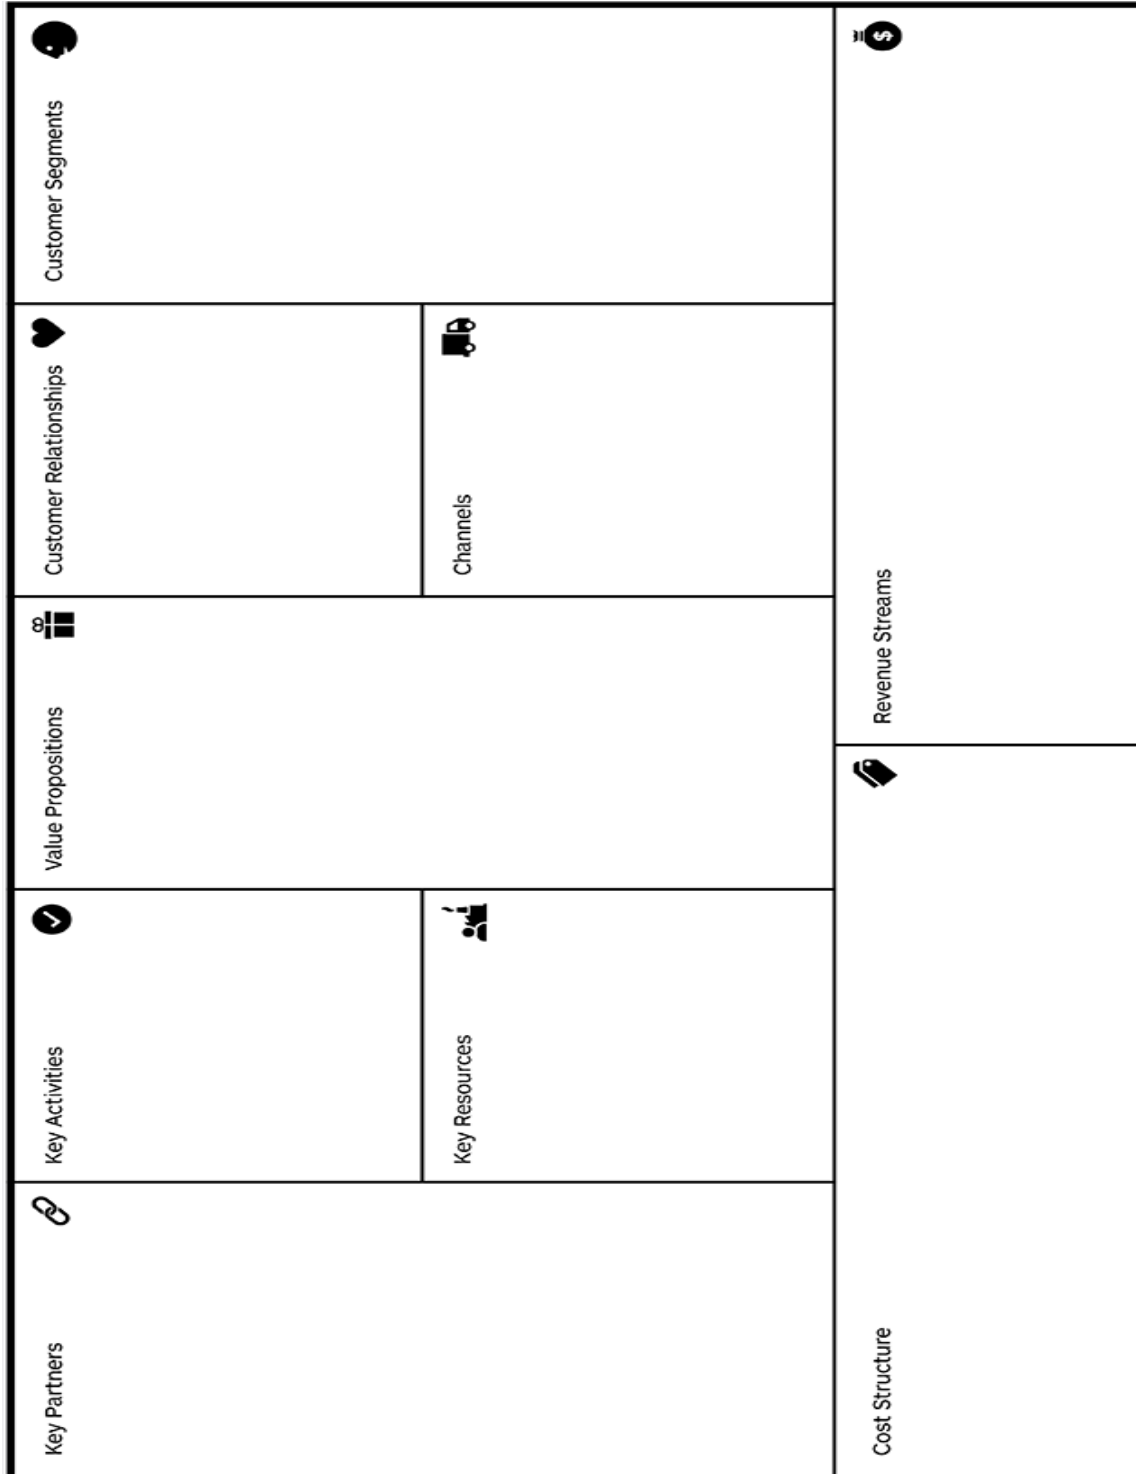 Key Partners
Key Activities
Key Resources
Value Propositions
Customer Relationships
Channels
Customer Segments
Cost Structure
Revenue Streams